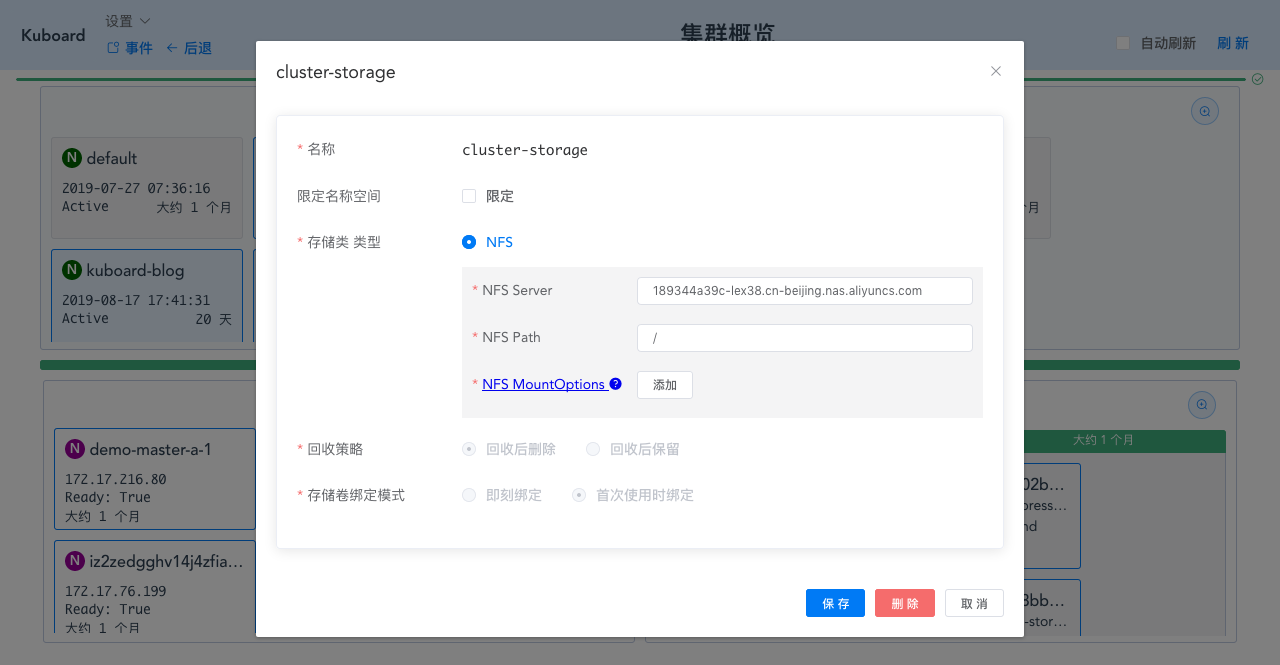 Kuboard
设置
事件 后退
集群概览
自动刷新 刷 新
cluster-storage
* 名称 cluster-storage
限定名称空间 限定
* 存储类 类型 NFS
* NFS Server 189344a39c-lex38.cn-beijing.nas.aliyuncs.com
* NFS Path /
* NFS MountOptions ? 添加
* 回收策略 回收后删除 回收后保留
* 存储卷绑定模式 即刻绑定 首次使用时绑定
保 存 删 除 取 消
N default
2019-07-27 07:36:16
Active 大约 1 个月
N kuboard-blog
2019-08-17 17:41:31
Active 20 天
个月
N demo-master-a-1
172.17.216.80
Ready: True
大约 1 个月
N iz2zedgghv14j4zfia...
172.17.76.199
Ready: True
大约 1 个月
大约 1 个月
02b...
press...
nd
3bb...
-stor...